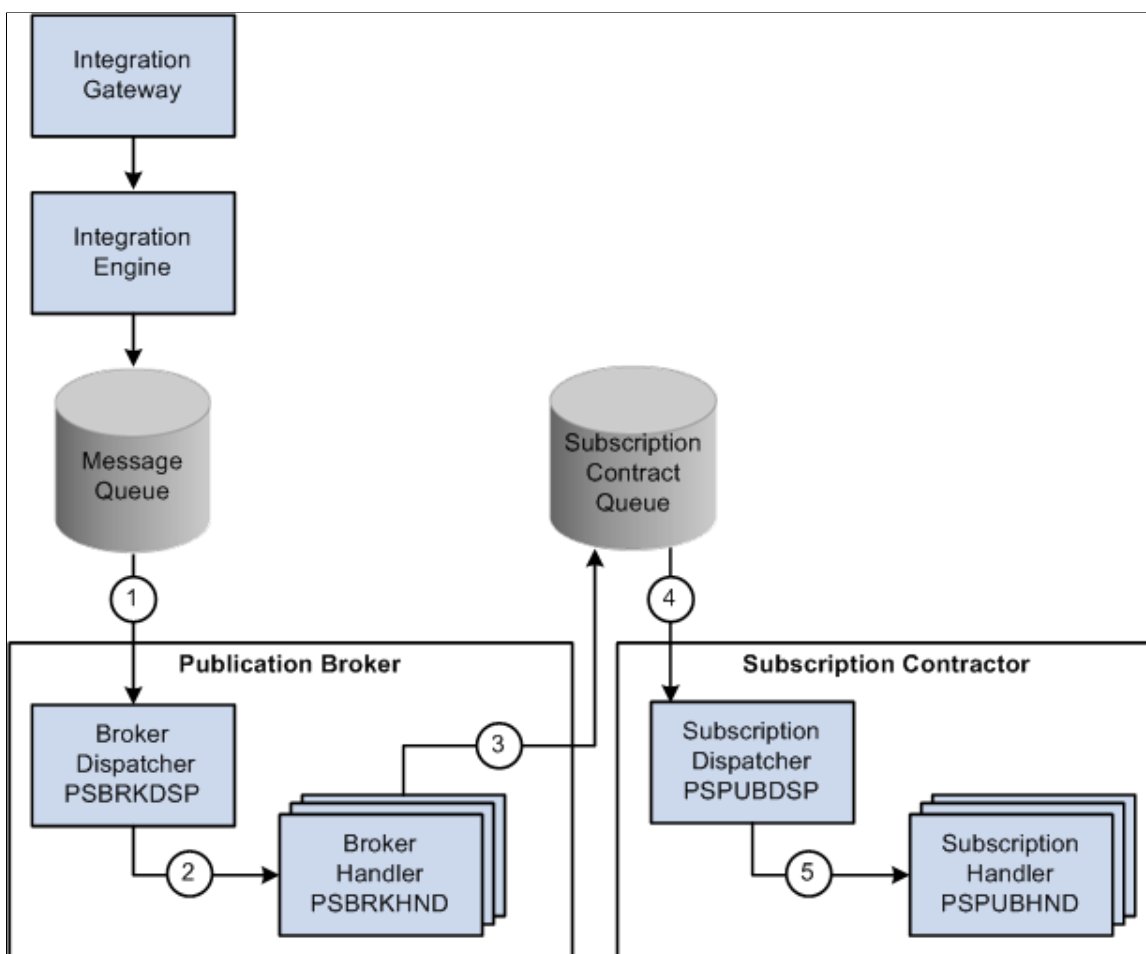 Integration
Gateway
Integration
Engine
Message
Queue
Subscription
Contract
Queue
1
4
Publication Broker
Subscription Contractor
Broker
Dispatcher
PSBRKDSP
3
Subscription
Dispatcher
PSPUBDSP
2
Broker
Handler
PSBRKHND
5
Subscription
Handler
PSPUBHND